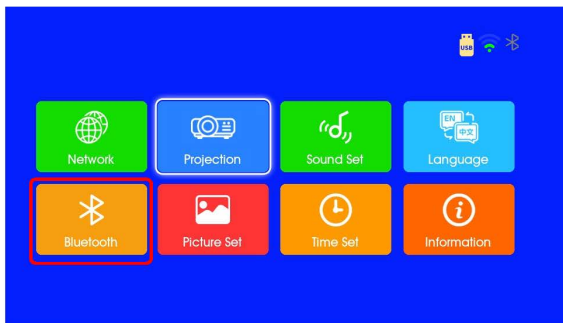 USB
EN
中文
Network
Projection
Sound Set
Language
Bluetooth
Picture Set
Time Set
Information